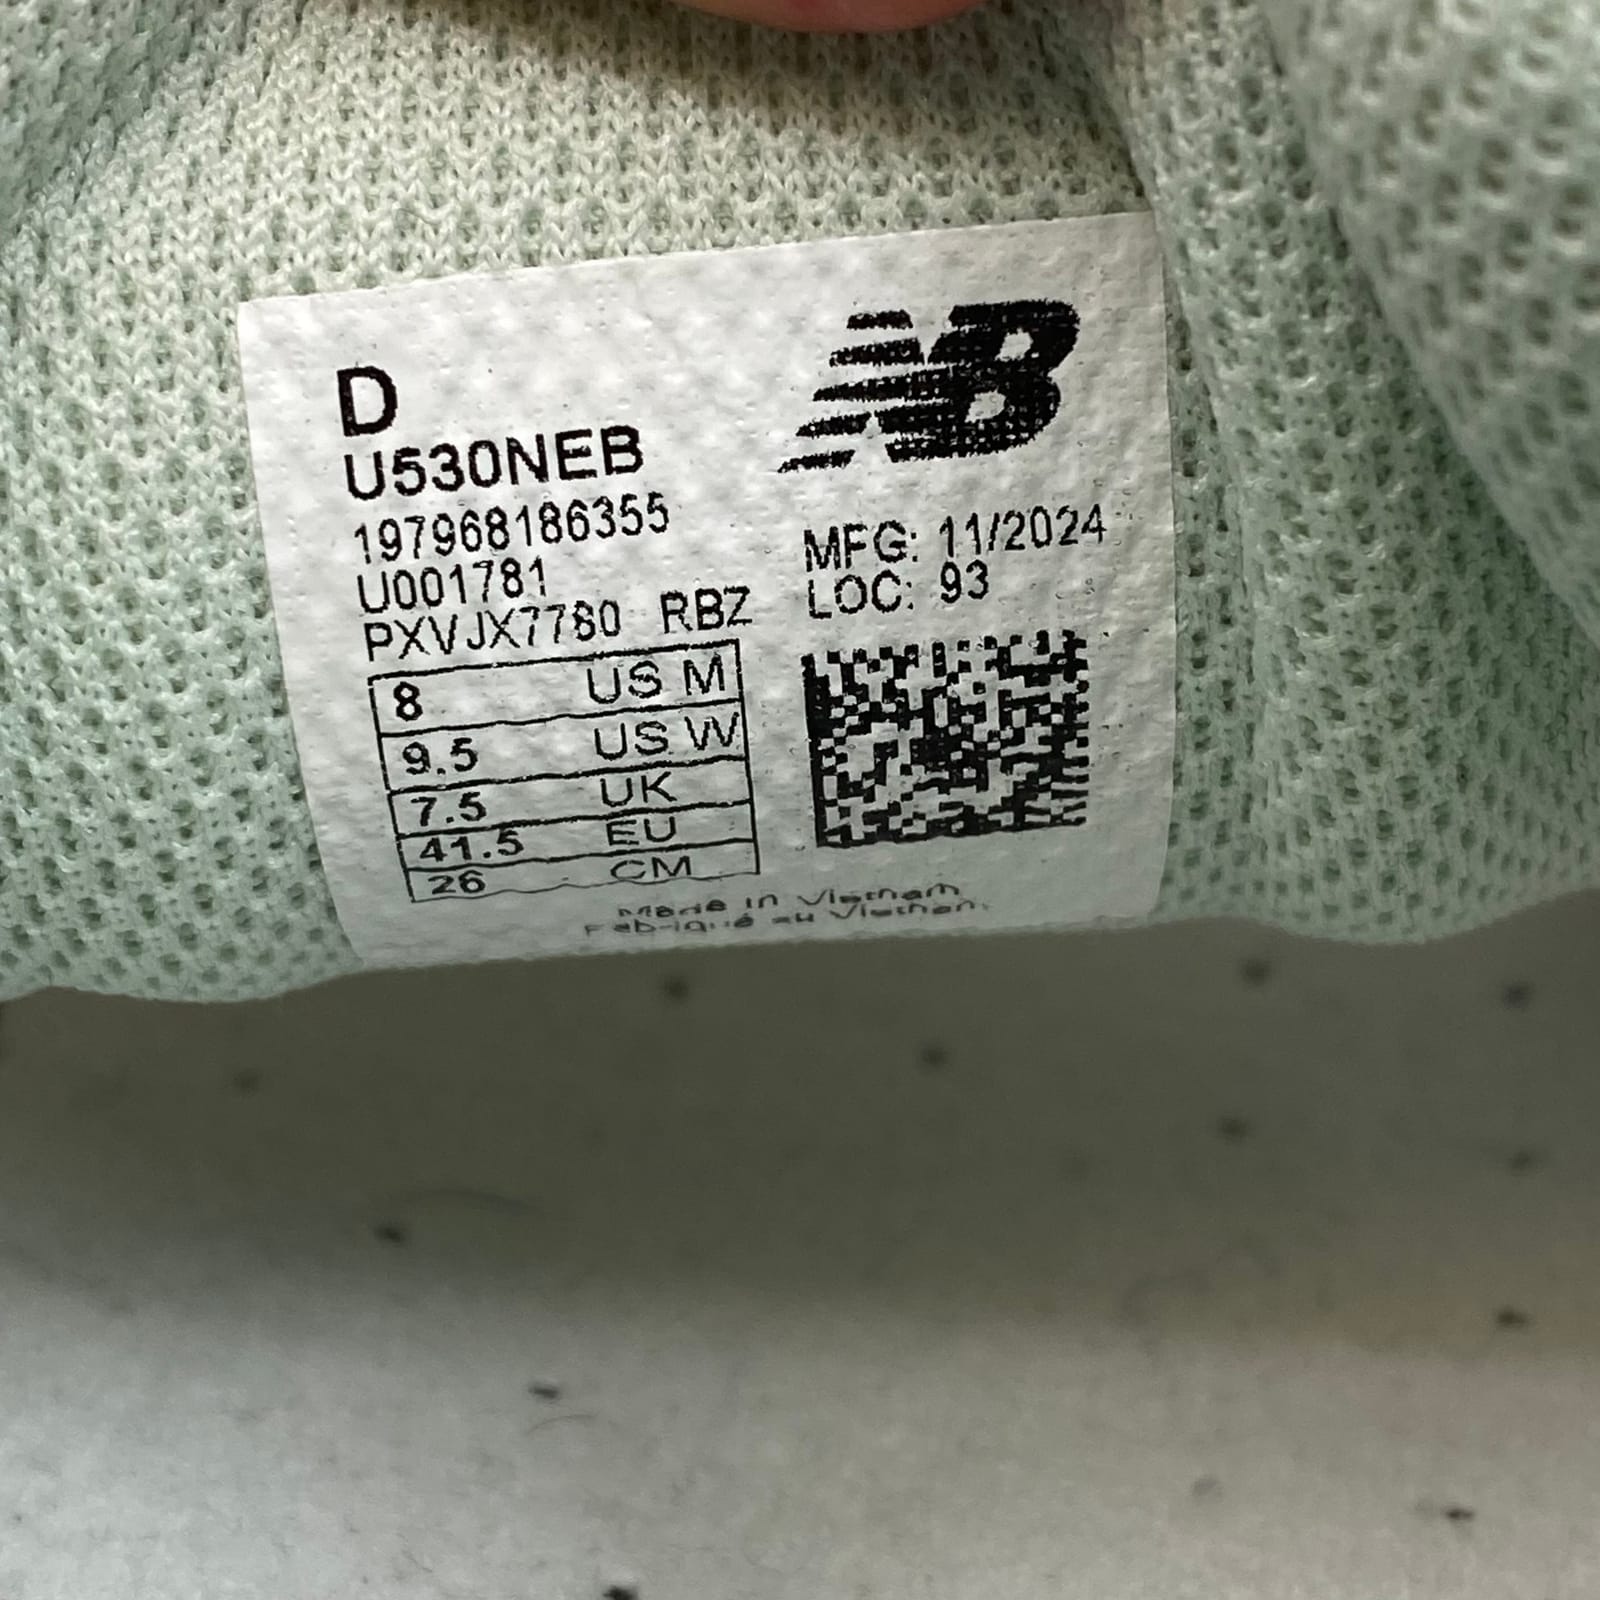 D
U530NEB
197968186355
U001781
PXVJX7780 RBZ
8 US M
9.5 US W
7.5 UK
41.5 EU
26 CM
NB
MFG: 11/2024
LOC: 93
Made in Vietnam
Fabriqué au Vietnam